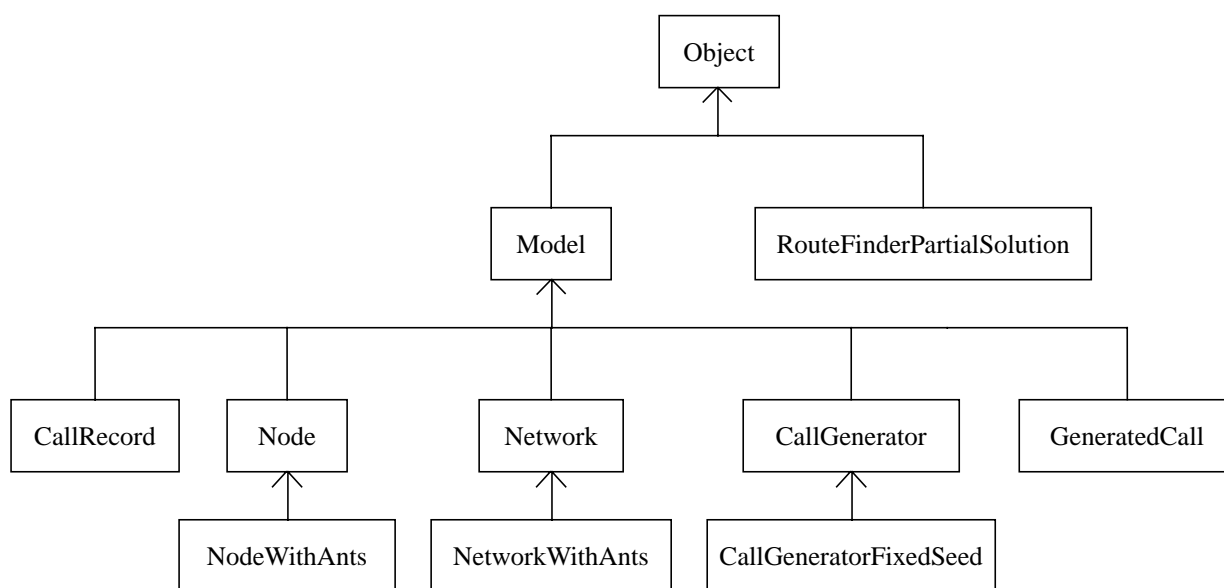 Object
Model
RouteFinderPartialSolution
CallRecord
Node
Network
CallGenerator
GeneratedCall
NodeWithAnts
NetworkWithAnts
CallGeneratorFixedSeed